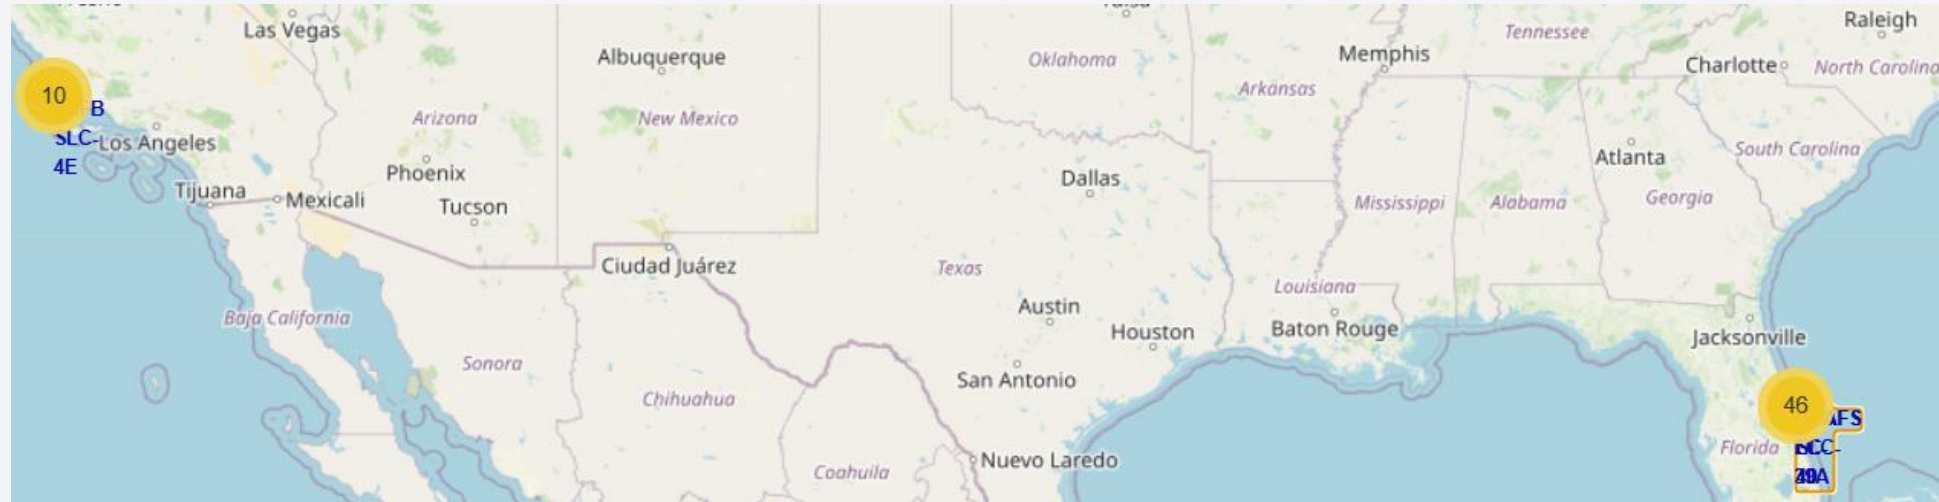 Las Vegas
Raleigh
Tennessee
Albuquerque
Oklahoma
Memphis
Charlotte
North Carolina
10
B
Arkansas
Arizona
New Mexico
SLC-
4E
Los Angeles
Atlanta
South Carolina
Phoenix
Dallas
Tijuana
Mexicali
Tucson
Mississippi
Alabama
Georgia
Ciudad Juárez
Texas
Louisiana
Austin
Baja California
Houston
Baton Rouge
Jacksonville
Sonora
San Antonio
Chihuahua
46
AFS
Florida
Coahuila
Nuevo Laredo